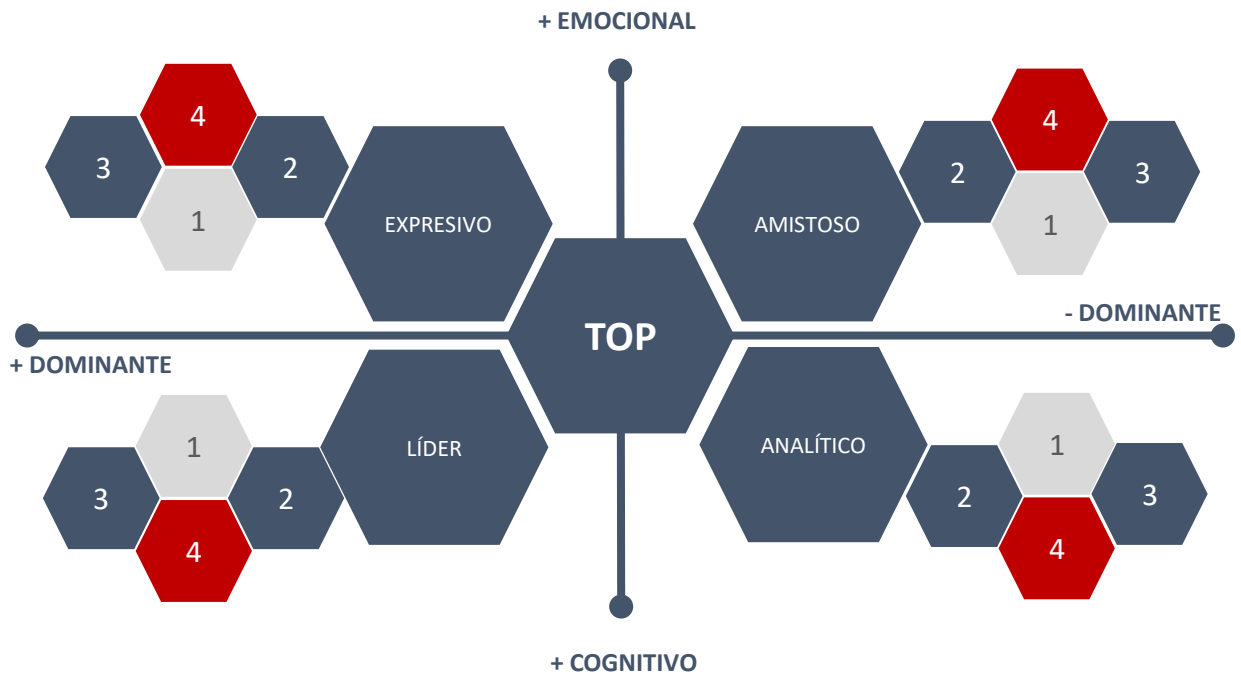 + EMOCIONAL
4
3
2
1
EXPRESIVO
4
2
3
1
AMISTOSO
TOP
- DOMINANTE
+ DOMINANTE
1
3
2
4
LÍDER
1
2
3
4
ANALÍTICO
+ COGNITIVO